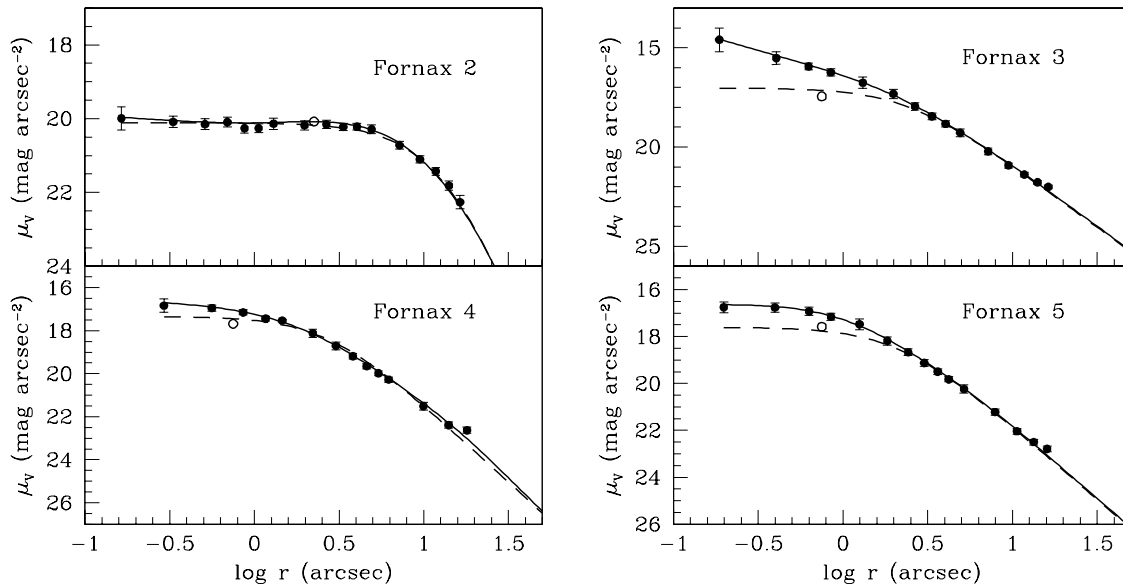 18
20
22
24
μV (mag arcsec−2)
Fornax 2
15
20
25
μV (mag arcsec−2)
Fornax 3
16
18
20
22
24
26
μV (mag arcsec−2)
Fornax 4
−1 −0.5 0 0.5 1 1.5
log r (arcsec)
16
18
20
22
24
26
μV (mag arcsec−2)
Fornax 5
−1 −0.5 0 0.5 1 1.5
log r (arcsec)